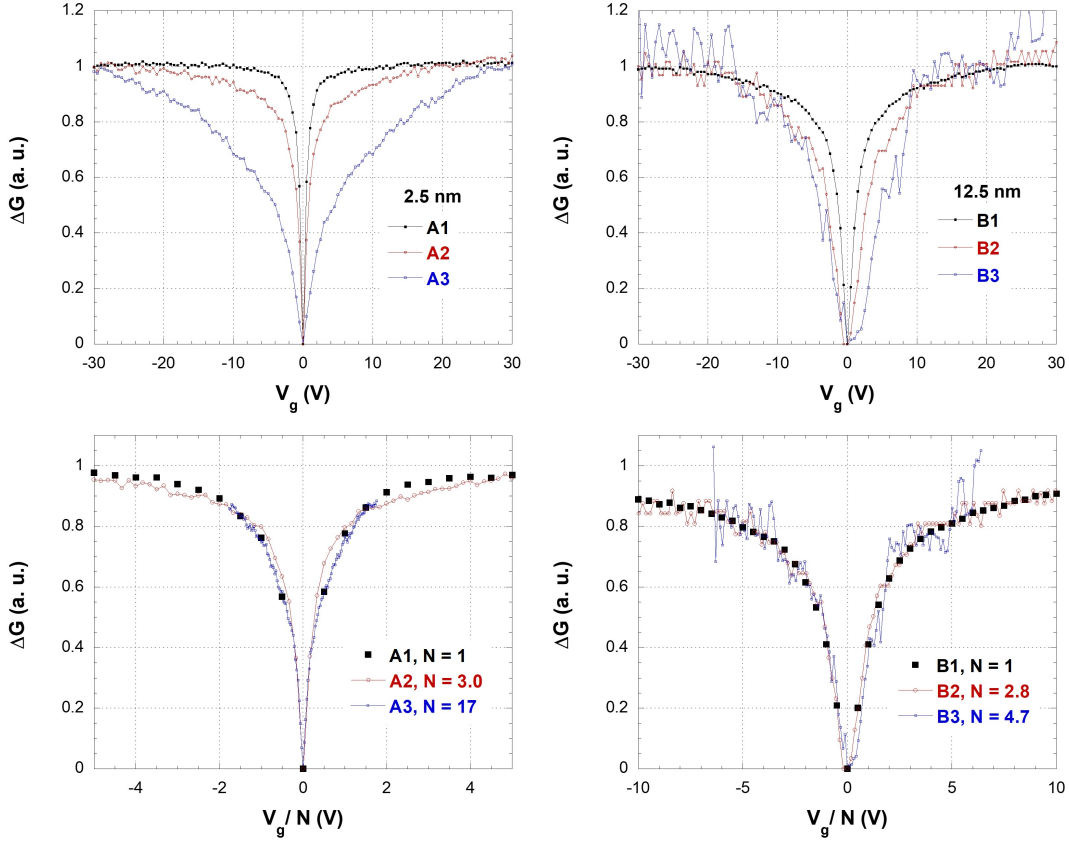 1.2
1
0.8
0.6
0.4
0.2
0
ΔG (a. u.)
2.5 nm
A1
A2
A3
-30 -20 -10 0 10 20 30
V_g (V)
1.2
1
0.8
0.6
0.4
0.2
0
ΔG (a. u.)
12.5 nm
B1
B2
B3
-30 -20 -10 0 10 20 30
V_g (V)
1
0.8
0.6
0.4
0.2
0
ΔG (a. u.)
A1, N = 1
A2, N = 3.0
A3, N = 17
-4 -2 0 2 4
V_g/ N (V)
1
0.8
0.6
0.4
0.2
0
ΔG (a. u.)
B1, N = 1
B2, N = 2.8
B3, N = 4.7
-10 -5 0 5 10
V_g/ N (V)